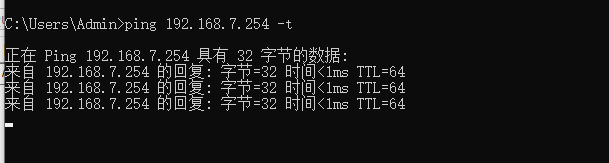 C:\Users\Admin>ping 192.168.7.254 -t
正在 Ping 192.168.7.254 具有 32 字节的数据:
来自 192.168.7.254 的回复: 字节=32 时间<1ms TTL=64
来自 192.168.7.254 的回复: 字节=32 时间<1ms TTL=64
来自 192.168.7.254 的回复: 字节=32 时间<1ms TTL=64